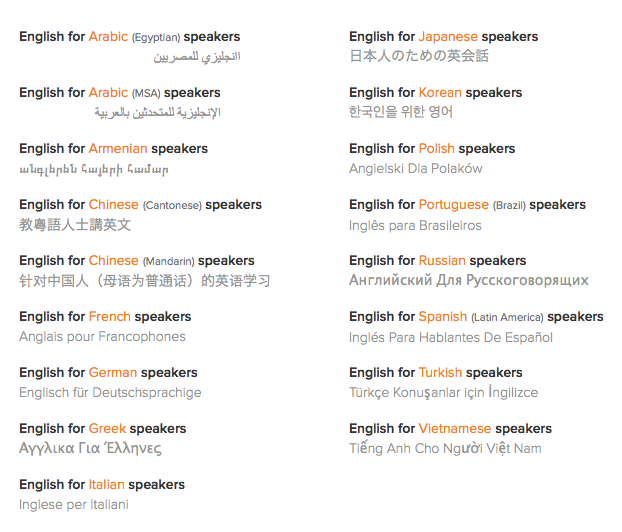 English for Arabic (Egyptian) speakers
اانجليزي للمصريين
English for Arabic (MSA) speakers
الإنجليزية للمتحدثين بالعربية
English for Armenian speakers
անգլերեն հայերի համար
English for Chinese (Cantonese) speakers
教粵語人士講英文
English for Chinese (Mandarin) speakers
针对中国人（母语为普通话）的英语学习
English for French speakers
Anglais pour Francophones
English for German speakers
Englisch für Deutschsprachige
English for Greek speakers
Αγγλικα Για Έλληνες
English for Italian speakers
Inglese per Italiani
English for Japanese speakers
日本人のための英会話
English for Korean speakers
한국인을 위한 영어
English for Polish speakers
Angielski Dla Polaków
English for Portuguese (Brazil) speakers
Inglês para Brasileiros
English for Russian speakers
Английский Для Русскоговорящих
English for Spanish (Latin America) speakers
Inglés Para Hablantes De Español
English for Turkish speakers
Türkçe Konuşanlar için İngilizce
English for Vietnamese speakers
Tiếng Anh Cho Người Việt Nam